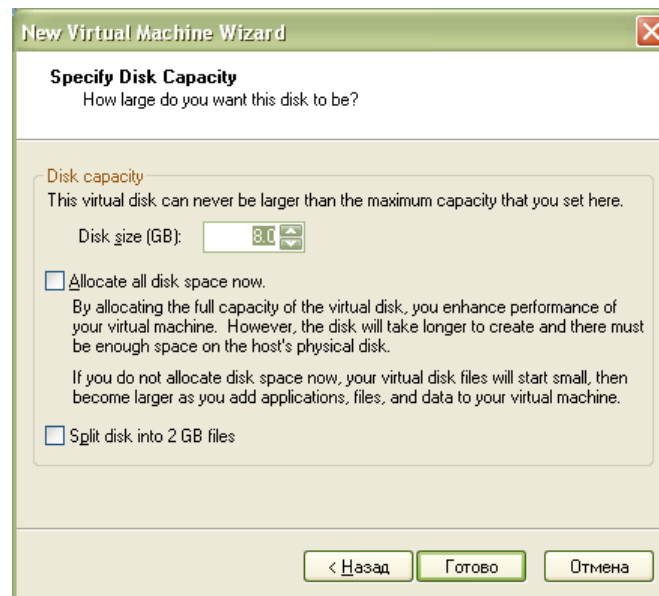 New Virtual Machine Wizard
Specify Disk Capacity
How large do you want this disk to be?
Disk capacity
This virtual disk can never be larger than the maximum capacity that you set here.
Disk size (GB): 8.0
Allocate all disk space now.
By allocating the full capacity of the virtual disk, you enhance performance of
your virtual machine. However, the disk will take longer to create and there must
be enough space on the host's physical disk.
If you do not allocate disk space now, your virtual disk files will start small, then
become larger as you add applications, files, and data to your virtual machine.
Split disk into 2 GB files
< Назад Готово Отмена